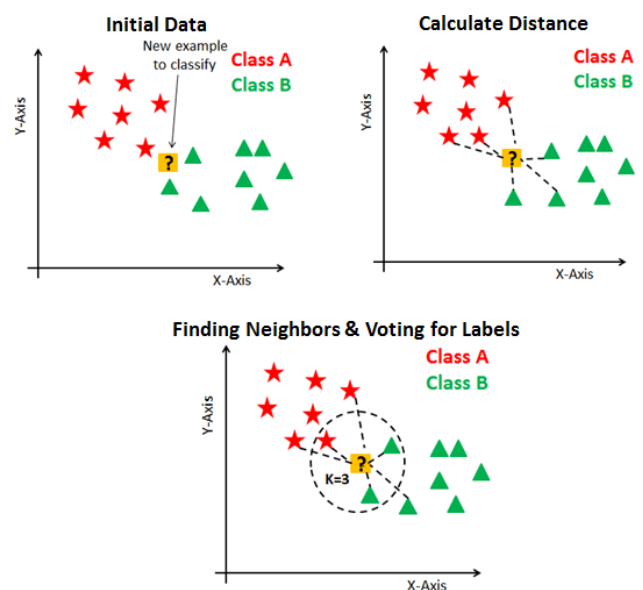 Initial Data
New example
to classify
Class A
Class B
?
Y-Axis
X-Axis
Calculate Distance
Class A
Class B
?
Y-Axis
X-Axis
Finding Neighbors & Voting for Labels
Class A
Class B
?
K=3
Y-Axis
X-Axis